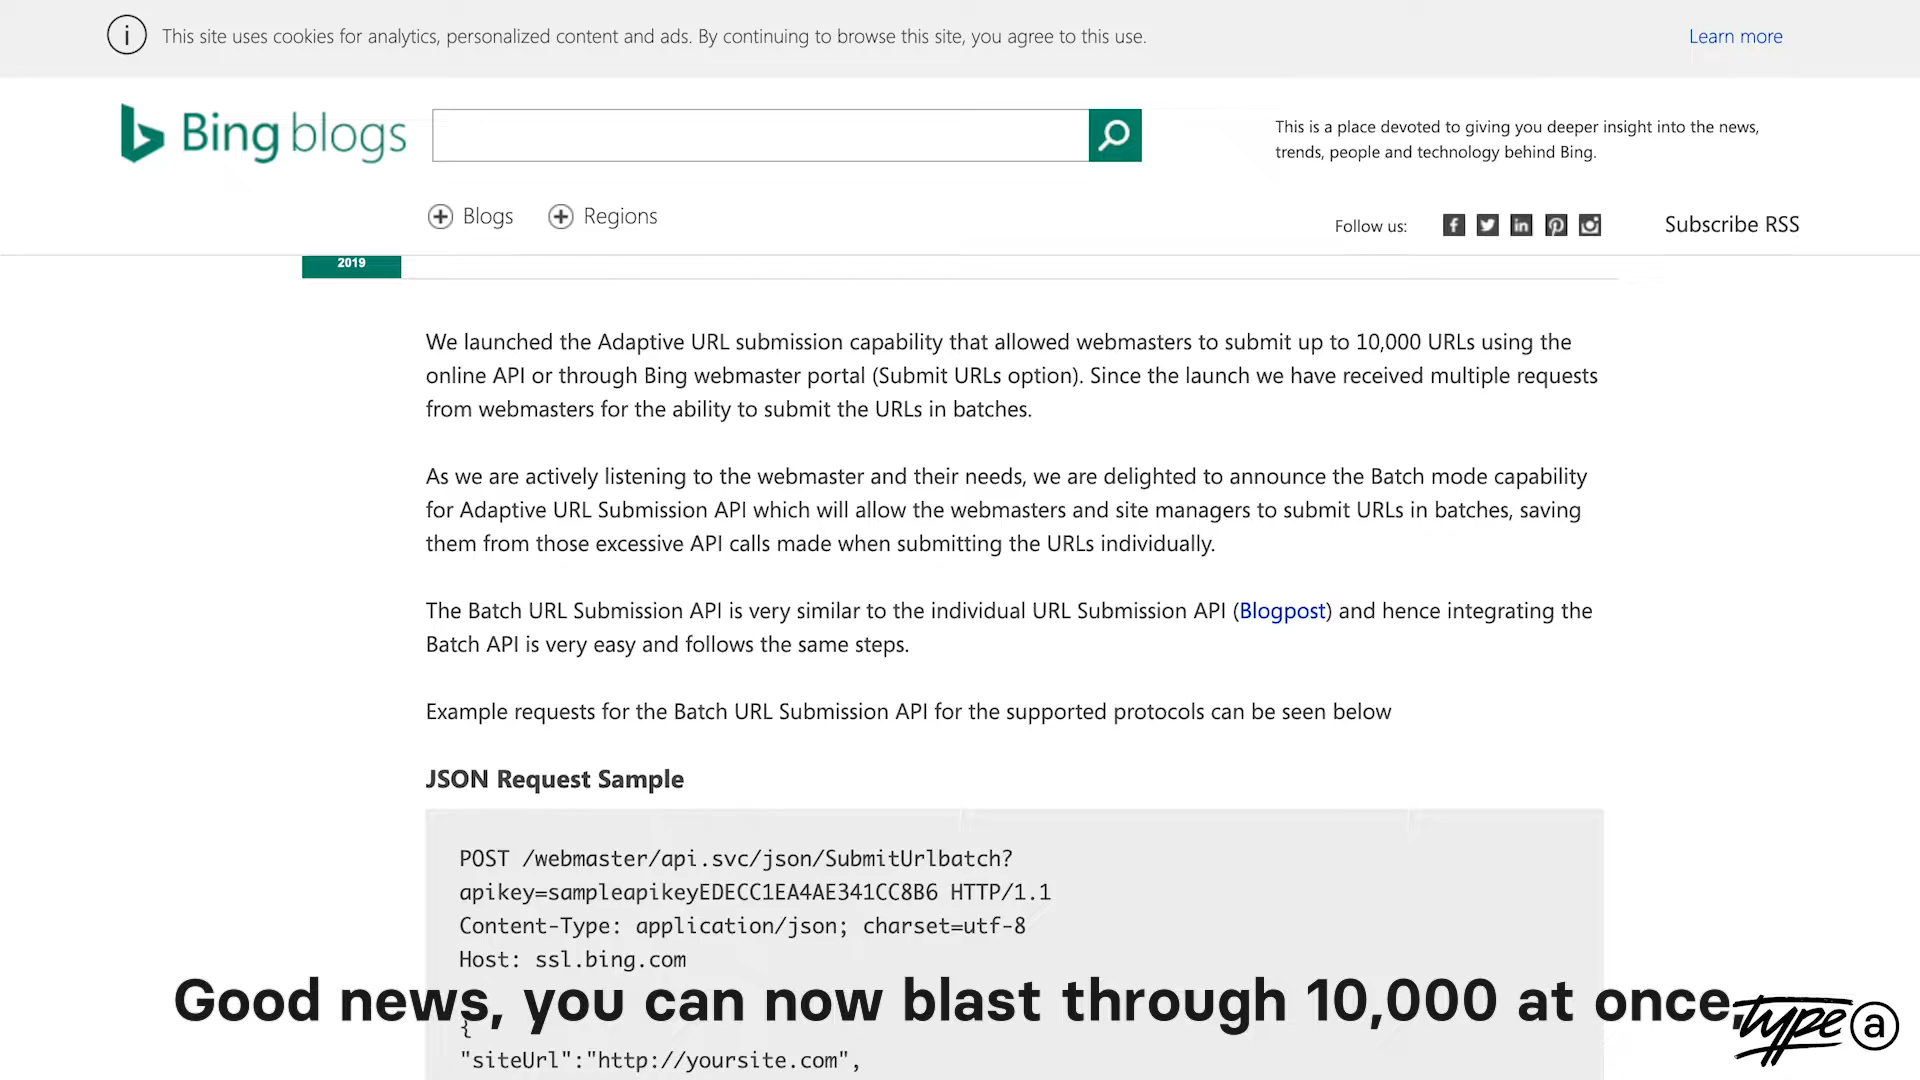 This site uses cookies for analytics, personalized content and ads. By continuing to browse this site, you agree to this use.
Learn more
Bing blogs
This is a place devoted to giving you deeper insight into the news,
trends, people and technology behind Bing.
Blogs
Regions
Follow us:
Subscribe RSS
2019
We launched the Adaptive URL submission capability that allowed webmasters to submit up to 10,000 URLs using the
online API or through Bing webmaster portal (Submit URLs option). Since the launch we have received multiple requests
from webmasters for the ability to submit the URLs in batches.
As we are actively listening to the webmaster and their needs, we are delighted to announce the Batch mode capability
for Adaptive URL Submission API which will allow the webmasters and site managers to submit URLs in batches, saving
them from those excessive API calls made when submitting the URLs individually.
The Batch URL Submission API is very similar to the individual URL Submission API (Blogpost) and hence integrating the
Batch API is very easy and follows the same steps.
Example requests for the Batch URL Submission API for the supported protocols can be seen below
JSON Request Sample
POST /webmaster/api.svc/json/SubmitUrlbatch?
apikey=sampleapikeyEDECC1EA4AE341CC8B6 HTTP/1.1
Content-Type: application/json; charset=utf-8
Host: ssl.bing.com
Good news, you can now blast through 10,000 at once.
{
"siteUrl":"http://yoursite.com",
type a